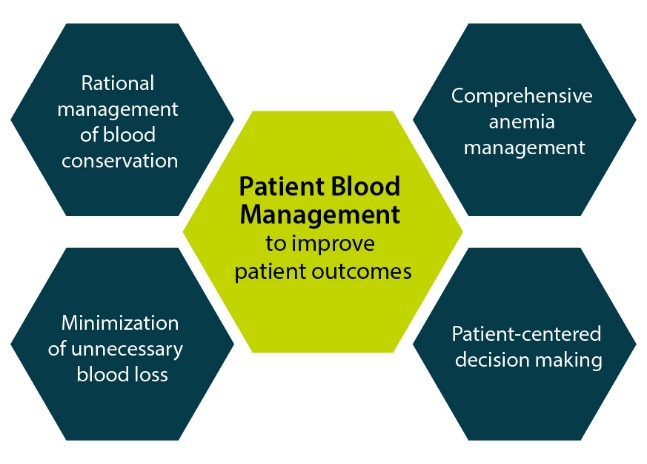 Rational
management
of blood
conservation
Comprehensive
anemia
management
Patient Blood
Management
to improve
patient outcomes
Minimization
of unnecessary
blood loss
Patient-centered
decision making